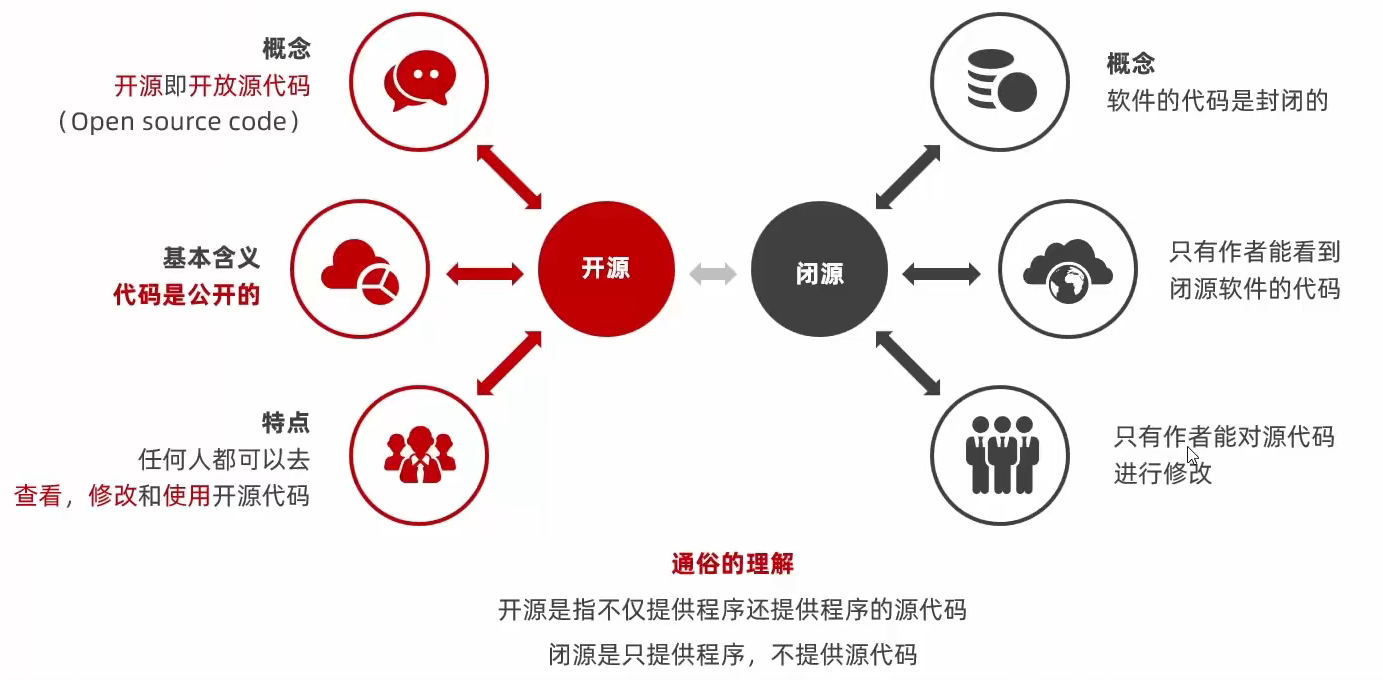 概念
开源即开放源代码
（Open source code）
基本含义
代码是公开的
特点
任何人都可以去
查看，修改和使用开源代码
开源
闭源
概念
软件的代码是封闭的
只有作者能看到
闭源软件的代码
只有作者能对源代码
进行修改
通俗的理解
开源是指不仅提供程序还提供程序的源代码
闭源是只提供程序，不提供源代码